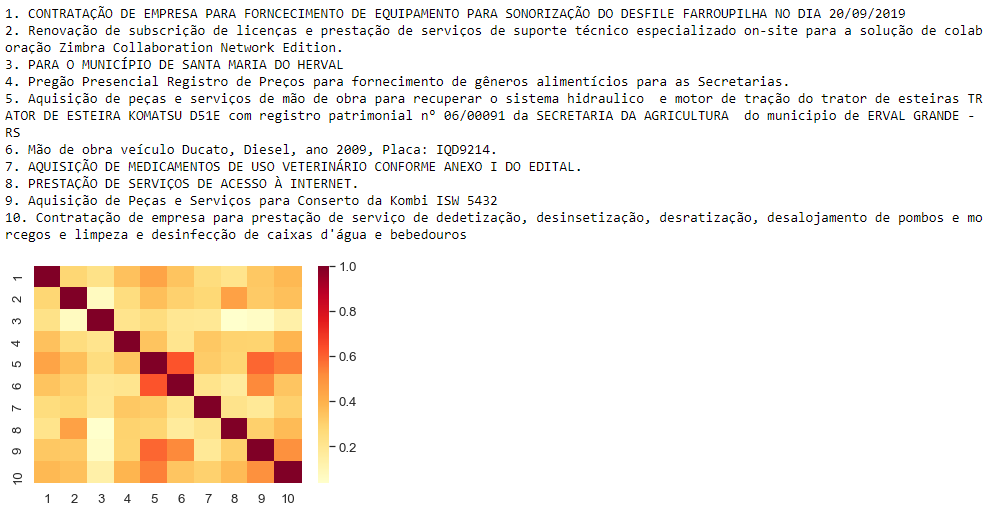 1. CONTRATAÇÃO DE EMPRESA PARA FORNCECIMENTO DE EQUIPAMENTO PARA SONORIZAÇÃO DO DESFILE FARROUPILHA NO DIA 20/09/2019
2. Renovação de subscrição de licenças e prestação de serviços de suporte técnico especializado on-site para a solução de colab
oração Zimbra Collaboration Network Edition.
3. PARA O MUNICÍPIO DE SANTA MARIA DO HERVAL
4. Pregão Presencial Registro de Preços para fornecimento de gêneros alimentícios para as Secretarias.
5. Aquisição de peças e serviços de mão de obra para recuperar o sistema hidraulico  e motor de tração do trator de esteiras TR
ATOR DE ESTEIRA KOMATSU D51E com registro patrimonial nº 06/00091 da SECRETARIA DA AGRICULTURA  do municipio de ERVAL GRANDE -
RS
6. Mão de obra veículo Ducato, Diesel, ano 2009, Placa: IQD9214.
7. AQUISIÇÃO DE MEDICAMENTOS DE USO VETERINÁRIO CONFORME ANEXO I DO EDITAL.
8. PRESTAÇÃO DE SERVIÇOS DE ACESSO À INTERNET.
9. Aquisição de Peças e Serviços para Conserto da Kombi ISW 5432
10. Contratação de empresa para prestação de serviço de dedetização, desinsetização, desratização, desalojamento de pombos e mo
rcegos e limpeza e desinfecção de caixas d'água e bebedouros
1
2
3
4
5
6
7
8
9
10
1 2 3 4 5 6 7 8 9 10
1.0
0.8
0.6
0.4
0.2